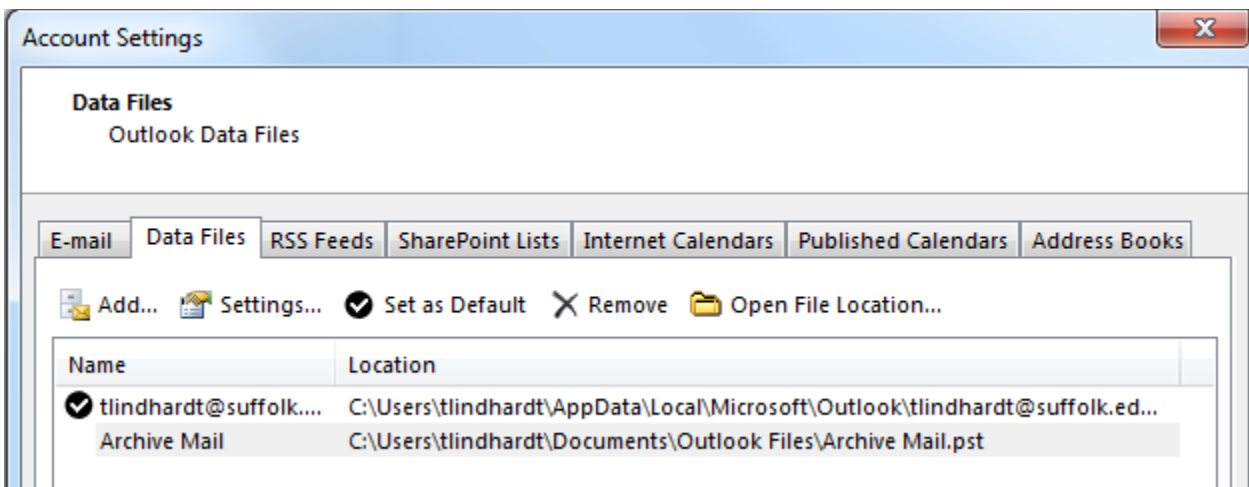 Account Settings
Data Files
Outlook Data Files
E-mail Data Files RSS Feeds SharePoint Lists Internet Calendars Published Calendars Address Books
Add... Settings... Set as Default Remove Open File Location...
Name Location
tlindhardt@suffolk.... C:\Users\tlindhardt\AppData\Local\Microsoft\Outlook\tlindhardt@suffolk.ed...
Archive Mail C:\Users\tlindhardt\Documents\Outlook Files\Archive Mail.pst